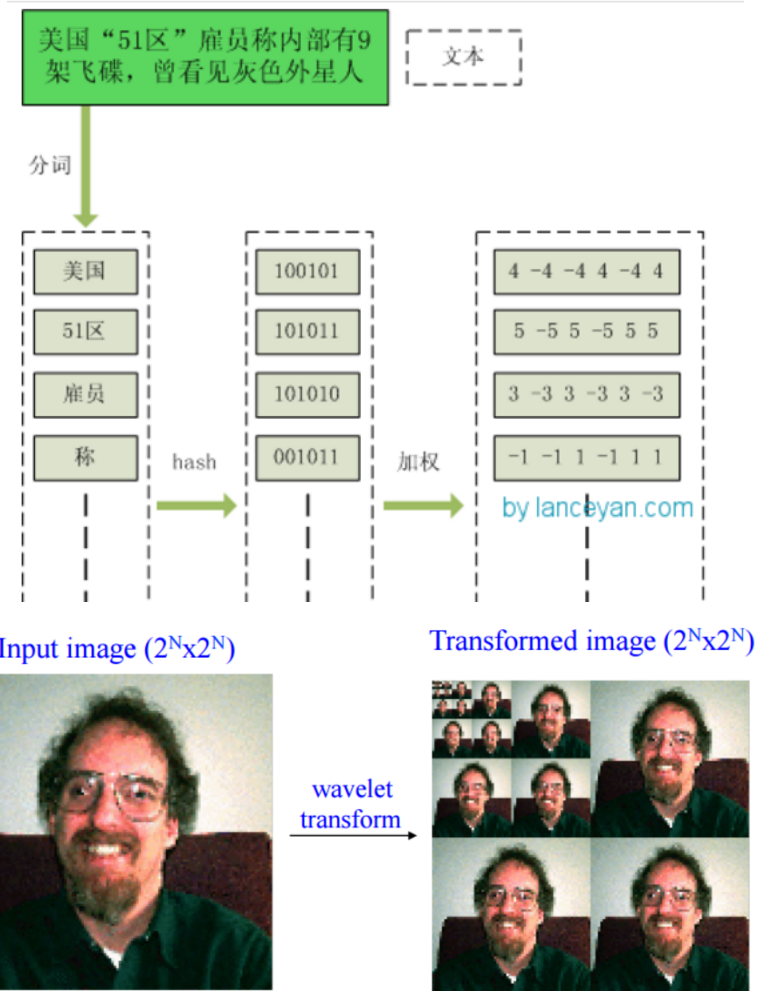 美国“51区”雇员称内部有9
架飞碟，曾看见灰色外星人
文本
分词
美国
100101
4 -4 -4 4 -4 4
51区
101011
5 -5 5 -5 5 5
雇员
101010
3 -3 3 -3 3 -3
称
hash
001011
加权
-1 -1 1 -1 1 1
by lanceyan.com
Input image (2ᴺx2ᴺ)
Transformed image (2ᴺx2ᴺ)
wavelet
transform